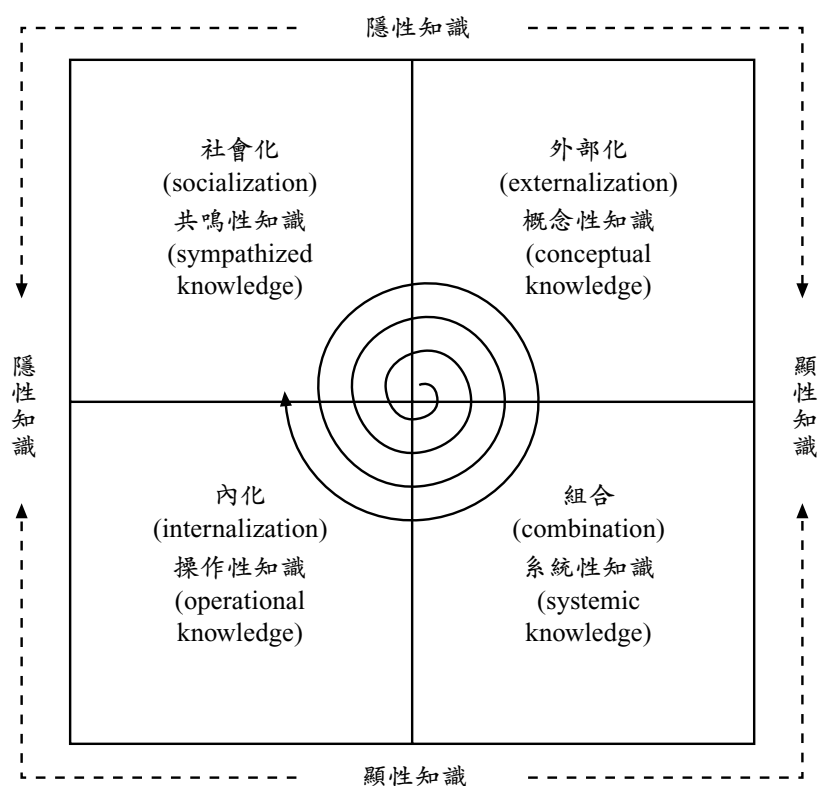 隱性知識
社會化
(socialization)
共鳴性知識
(sympathized
knowledge)
外部化
(externalization)
概念性知識
(conceptual
knowledge)
隱性知識
顯性知識
內化
(internalization)
操作性知識
(operational
knowledge)
組合
(combination)
系統性知識
(systemic
knowledge)
顯性知識